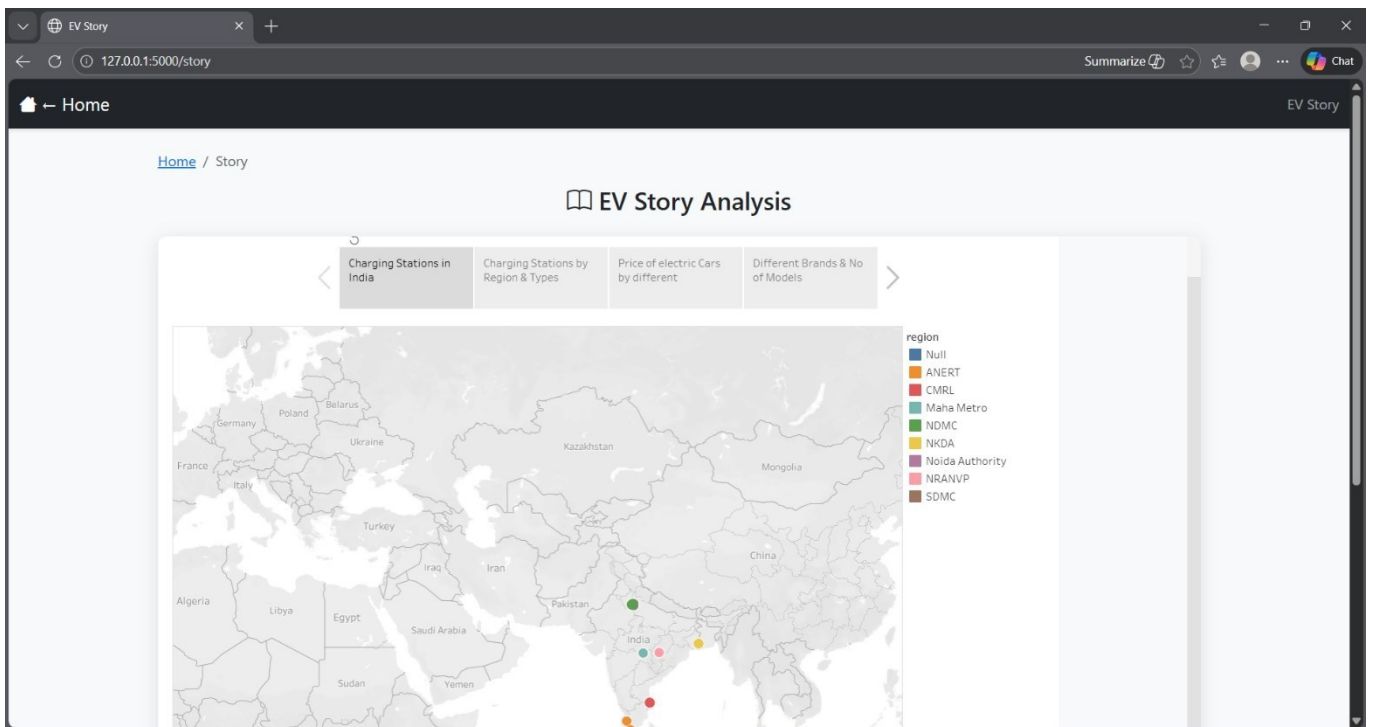 EV Story
127.0.0.1:5000/story
Summarize
Chat
← Home
EV Story
Home / Story
EV Story Analysis
Charging Stations in
India
Charging Stations by
Region & Types
Price of electric Cars
by different
Different Brands & No
of Models
region
Null
ANERT
CMRL
Maha Metro
NDMC
NKDA
Noida Authority
NRANVP
SDMC
Germany
Poland
Belarus
Ukraine
France
Italy
Kazakhstan
Mongolia
Turkey
China
Iraq
Iran
Algeria
Libya
Egypt
Pakistan
Saudi Arabia
India
Sudan
Yemen